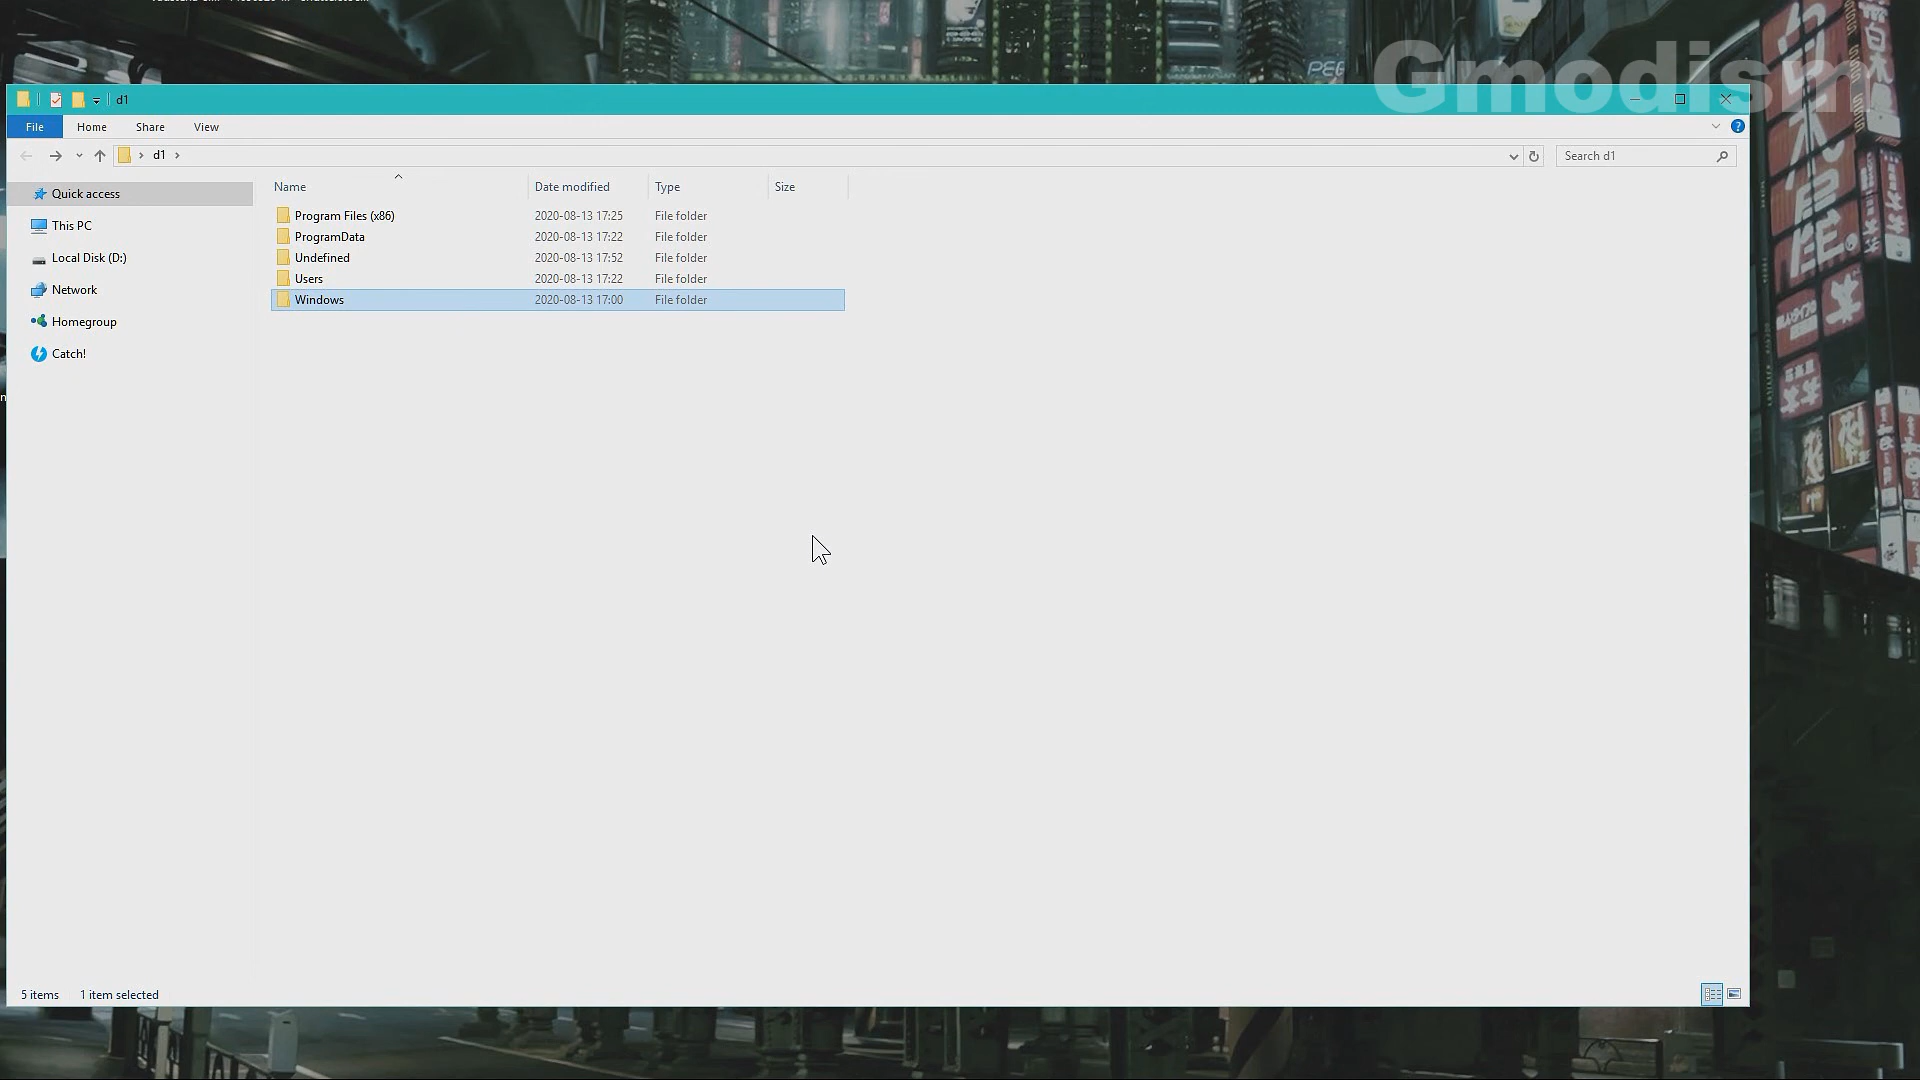 Gmodism
d1
File Home Share View
d1
Search d1
Quick access
This PC
Local Disk (D:)
Network
Homegroup
Catch!
Name Date modified Type Size
Program Files (x86) 2020-08-13 17:25 File folder
ProgramData 2020-08-13 17:22 File folder
Undefined 2020-08-13 17:52 File folder
Users 2020-08-13 17:22 File folder
Windows 2020-08-13 17:00 File folder
5 items 1 item selected